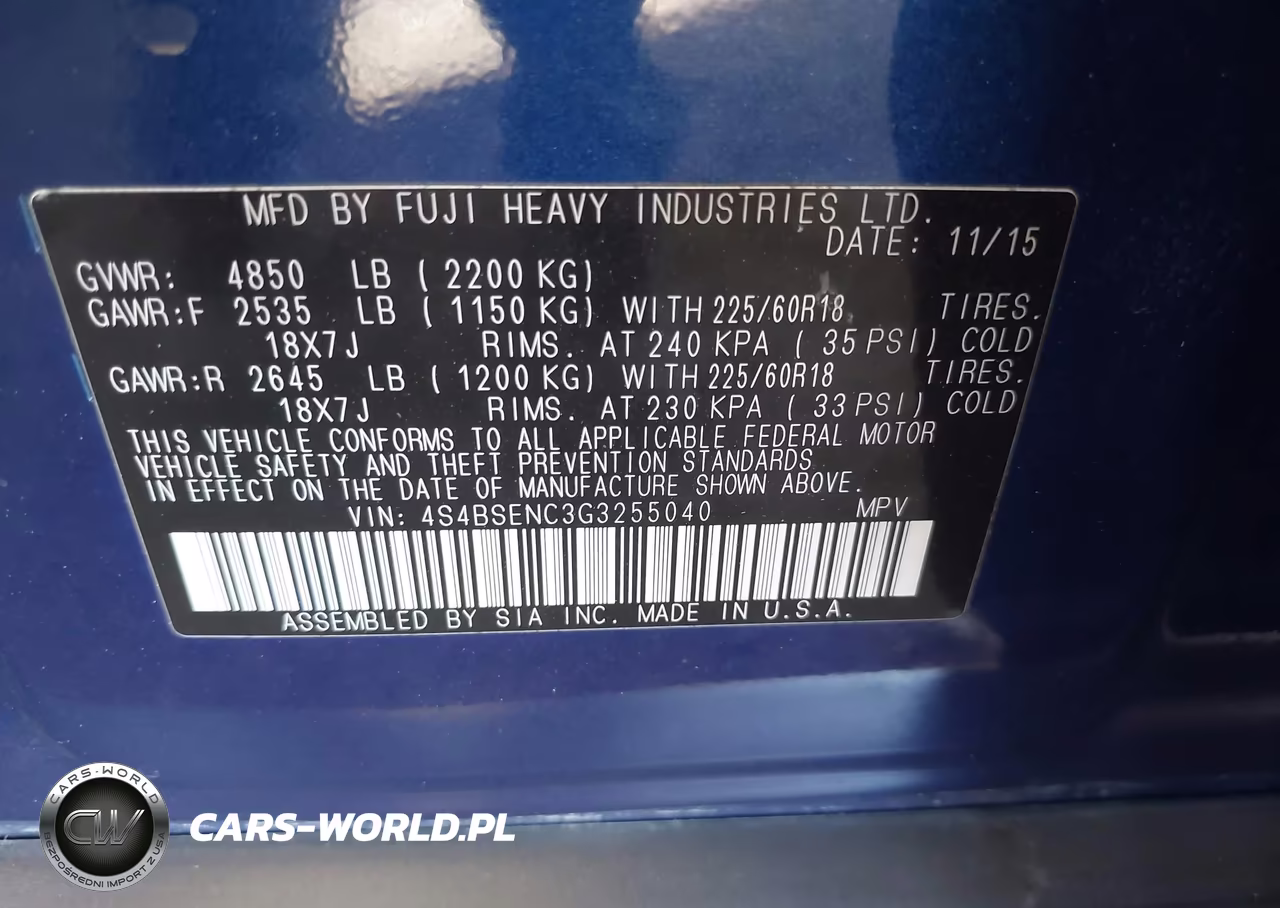 MFD BY FUJI HEAVY INDUSTRIES LTD.
DATE: 11/15
GVWR: 4850 LB ( 2200 KG)
GAWR:F 2535 LB ( 1150 KG) WITH 225/60R18 TIRES.
18X7J RIMS. AT 240 KPA ( 35 PSI) COLD
GAWR:R 2645 LB ( 1200 KG) WITH 225/60R18 TIRES.
18X7J RIMS. AT 230 KPA ( 33 PSI) COLD
THIS VEHICLE CONFORMS TO ALL APPLICABLE FEDERAL MOTOR
VEHICLE SAFETY AND THEFT PREVENTION STANDARDS
IN EFFECT ON THE DATE OF MANUFACTURE SHOWN ABOVE.
VIN: 4S4BSENC3G3255040 MPV
ASSEMBLED BY SIA INC. MADE IN U.S.A.
CARS-WORLD
CW
BEZPOŚREDNI IMPORT Z USA
CARS-WORLD.PL